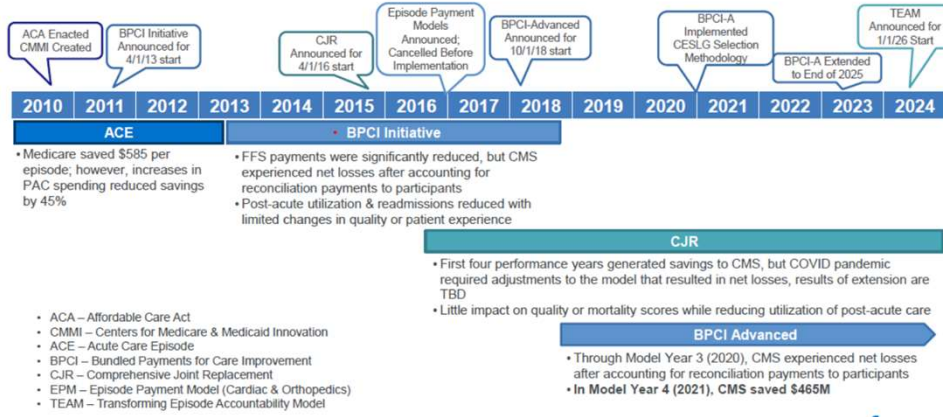 ACA Enacted
CMMI Created
BPCI Initiative
Announced for
4/1/13 start
CJR
Announced for
4/1/16 start
Episode Payment
Models
Announced;
Cancelled Before
Implementation
BPCI-Advanced
Announced for
10/1/18 start
BPCI-A
Implemented
CESLG Selection
Methodology
BPCI-A Extended
to End of 2025
TEAM
Announced for
1/1/26 Start
2010 2011 2012 2013 2014 2015 2016 2017 2018 2019 2020 2021 2022 2023 2024
ACE
• Medicare saved $585 per
episode; however, increases in
PAC spending reduced savings
by 45%
• BPCI Initiative
• FFS payments were significantly reduced, but CMS
experienced net losses after accounting for
reconciliation payments to participants
• Post-acute utilization & readmissions reduced with
limited changes in quality or patient experience
CJR
• First four performance years generated savings to CMS, but COVID pandemic
required adjustments to the model that resulted in net losses, results of extension are
TBD
• Little impact on quality or mortality scores while reducing utilization of post-acute care
BPCI Advanced
• Through Model Year 3 (2020), CMS experienced net losses
after accounting for reconciliation payments to participants
• In Model Year 4 (2021), CMS saved $465M
• ACA – Affordable Care Act
• CMMI – Centers for Medicare & Medicaid Innovation
• ACE – Acute Care Episode
• BPCI – Bundled Payments for Care Improvement
• CJR – Comprehensive Joint Replacement
• EPM – Episode Payment Model (Cardiac & Orthopedics)
• TEAM – Transforming Episode Accountability Model